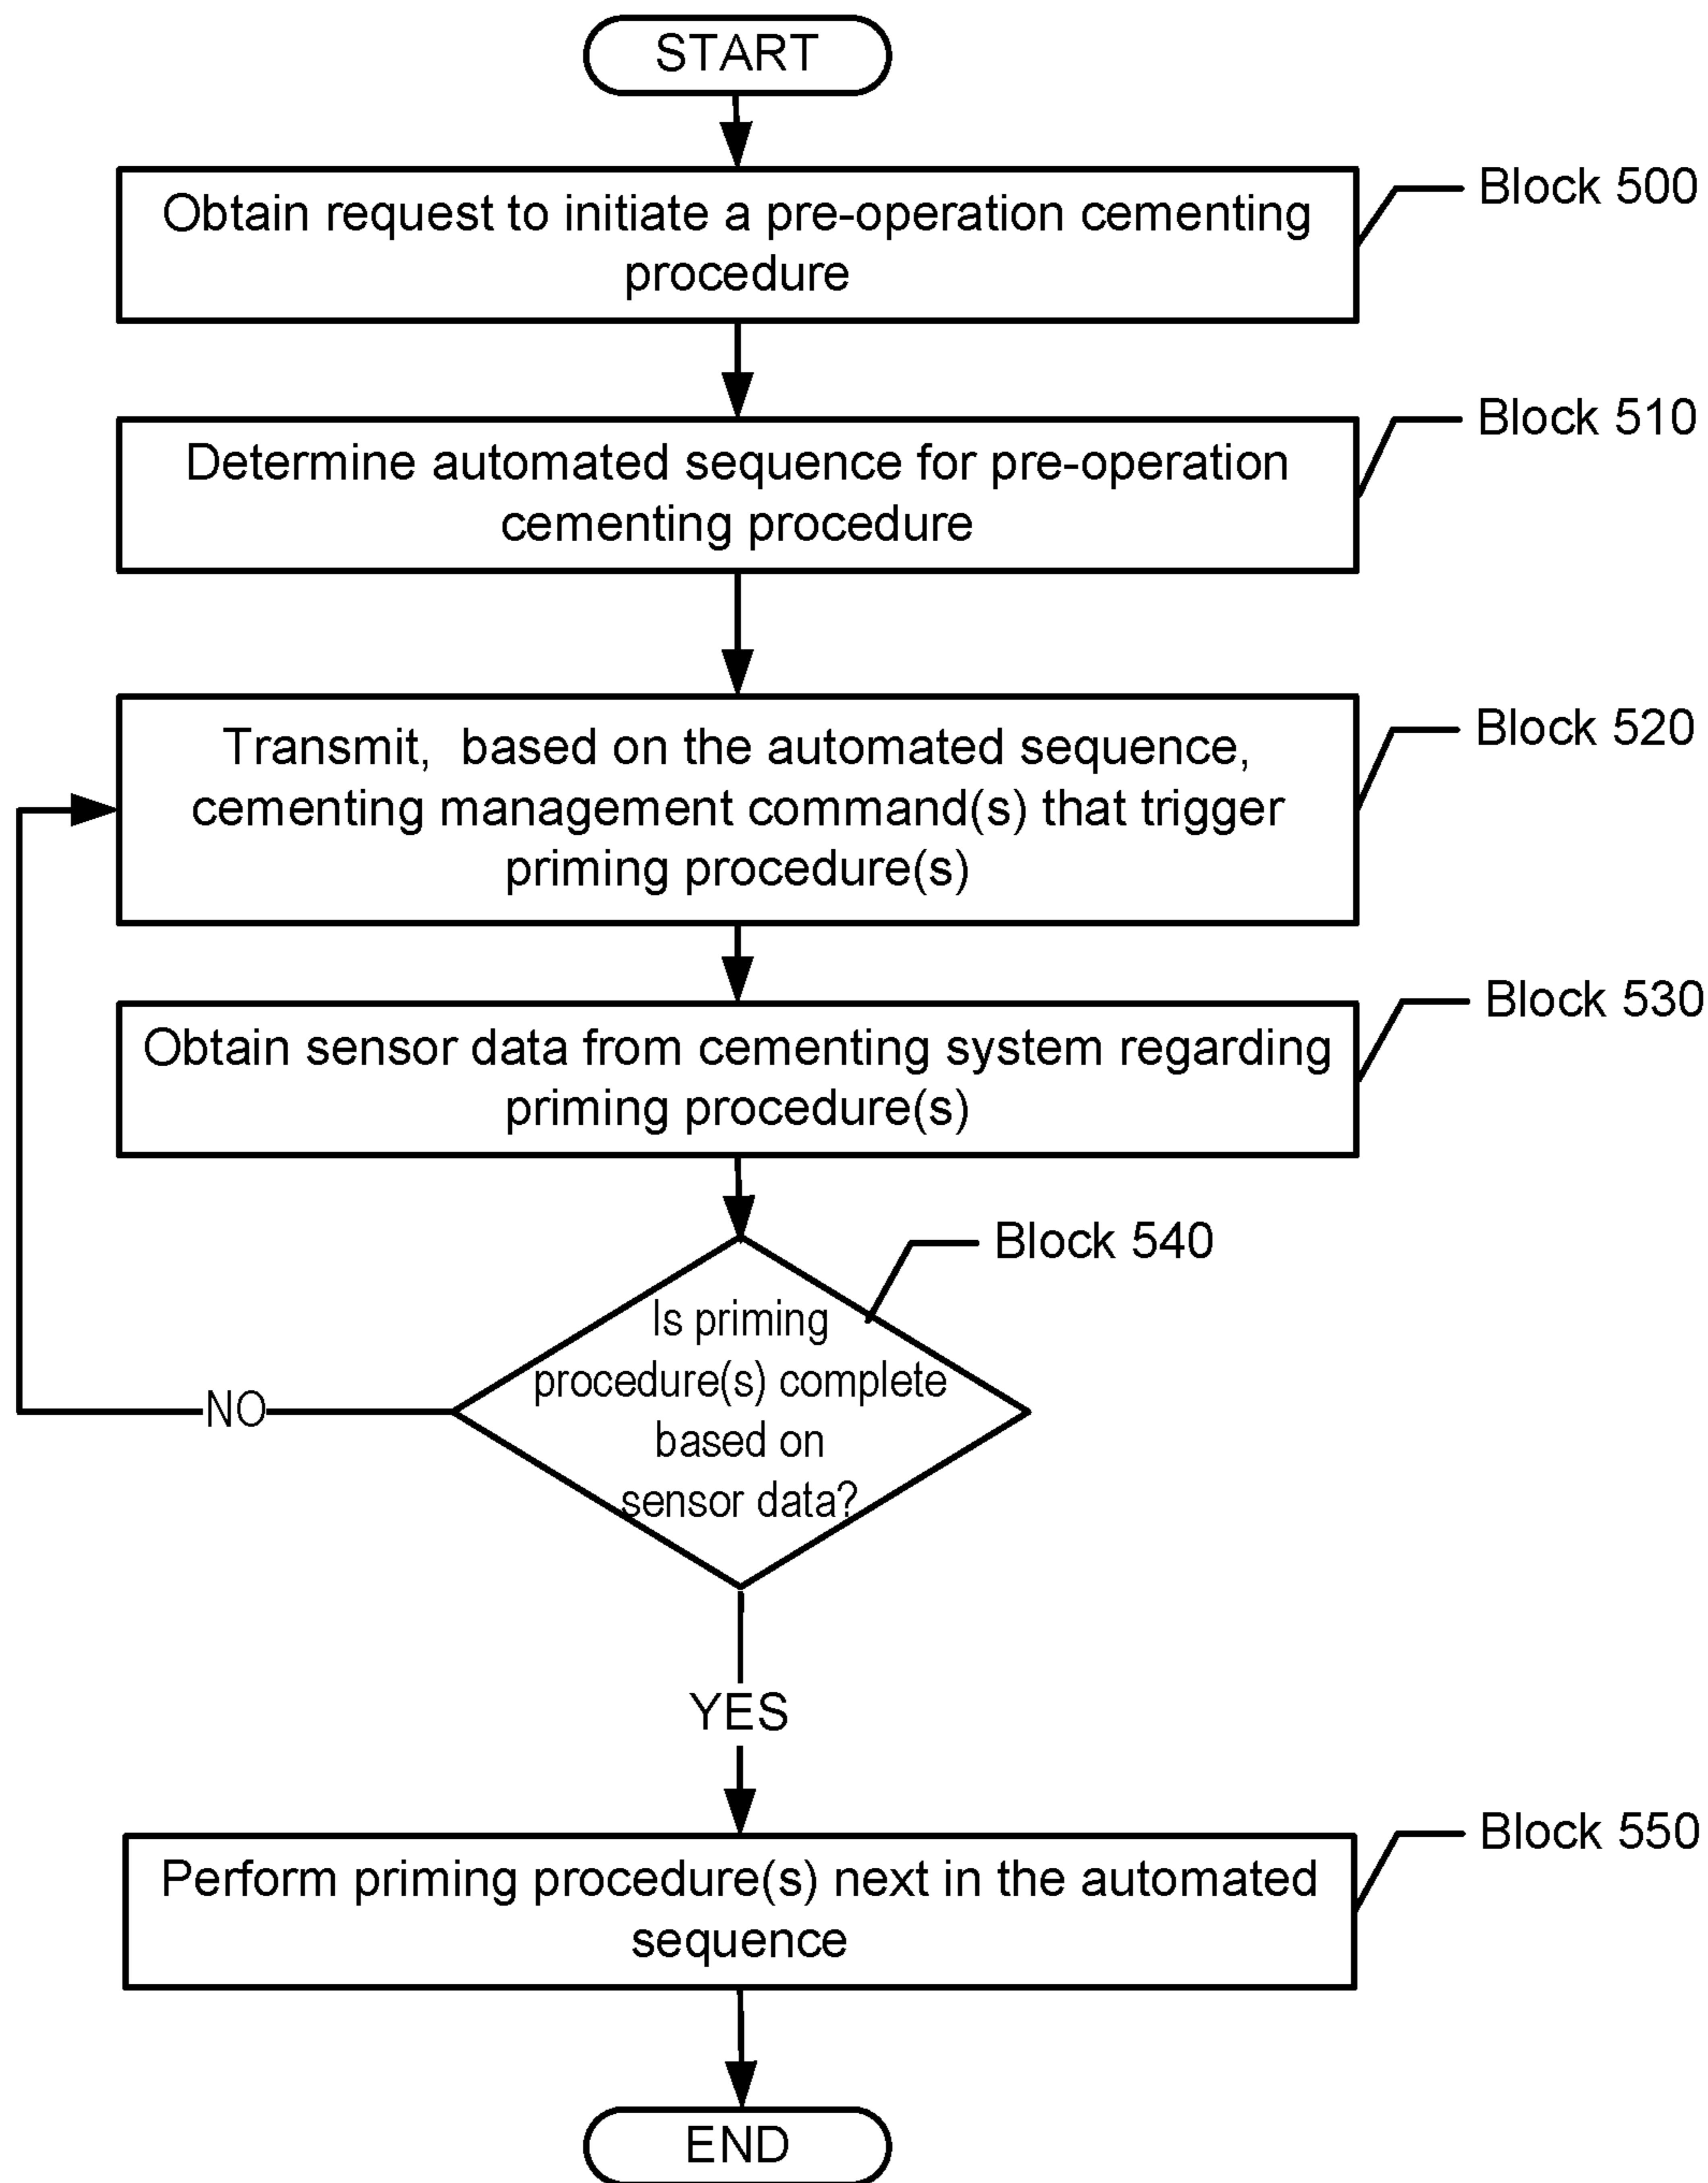 START
Obtain request to initiate a pre-operation cementing
procedure
Block 500
Determine automated sequence for pre-operation
cementing procedure
Block 510
Transmit, based on the automated sequence,
cementing management command(s) that trigger
priming procedure(s)
Block 520
Obtain sensor data from cementing system regarding
priming procedure(s)
Block 530
Is priming
procedure(s) complete
based on
sensor data?
Block 540
NO
YES
Perform priming procedure(s) next in the automated
sequence
Block 550
END